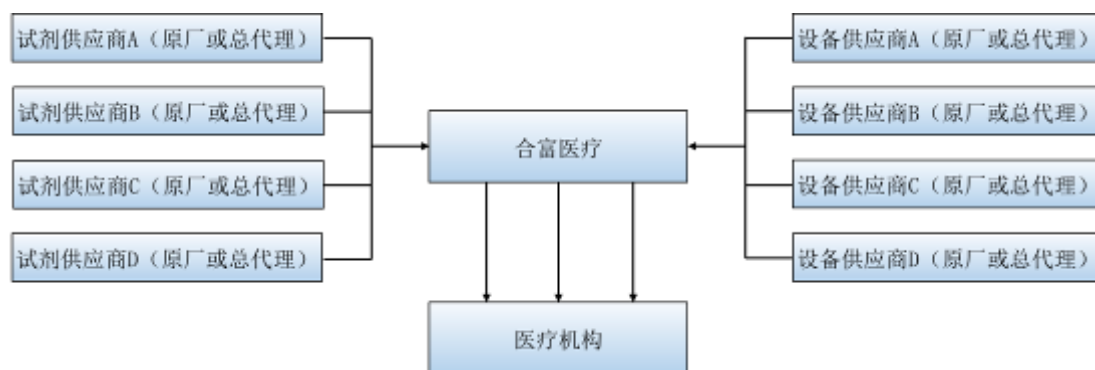 试剂供应商A（原厂或总代理）
试剂供应商B（原厂或总代理）
试剂供应商C（原厂或总代理）
试剂供应商D（原厂或总代理）
合富医疗
医疗机构
设备供应商A（原厂或总代理）
设备供应商B（原厂或总代理）
设备供应商C（原厂或总代理）
设备供应商D（原厂或总代理）